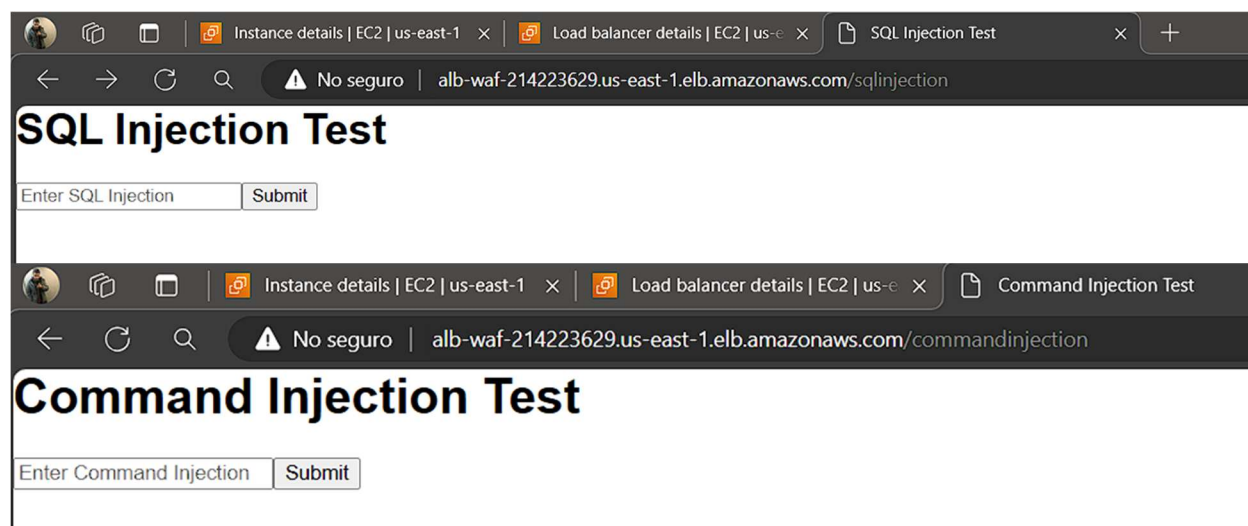 Instance details | EC2 | us-east-1 Load balancer details | EC2 | us-e SQL Injection Test
No seguro | alb-waf-214223629.us-east-1.elb.amazonaws.com/sqlinjection
SQL Injection Test
Enter SQL Injection Submit
Instance details | EC2 | us-east-1 Load balancer details | EC2 | us-e Command Injection Test
No seguro | alb-waf-214223629.us-east-1.elb.amazonaws.com/commandinjection
Command Injection Test
Enter Command Injection Submit